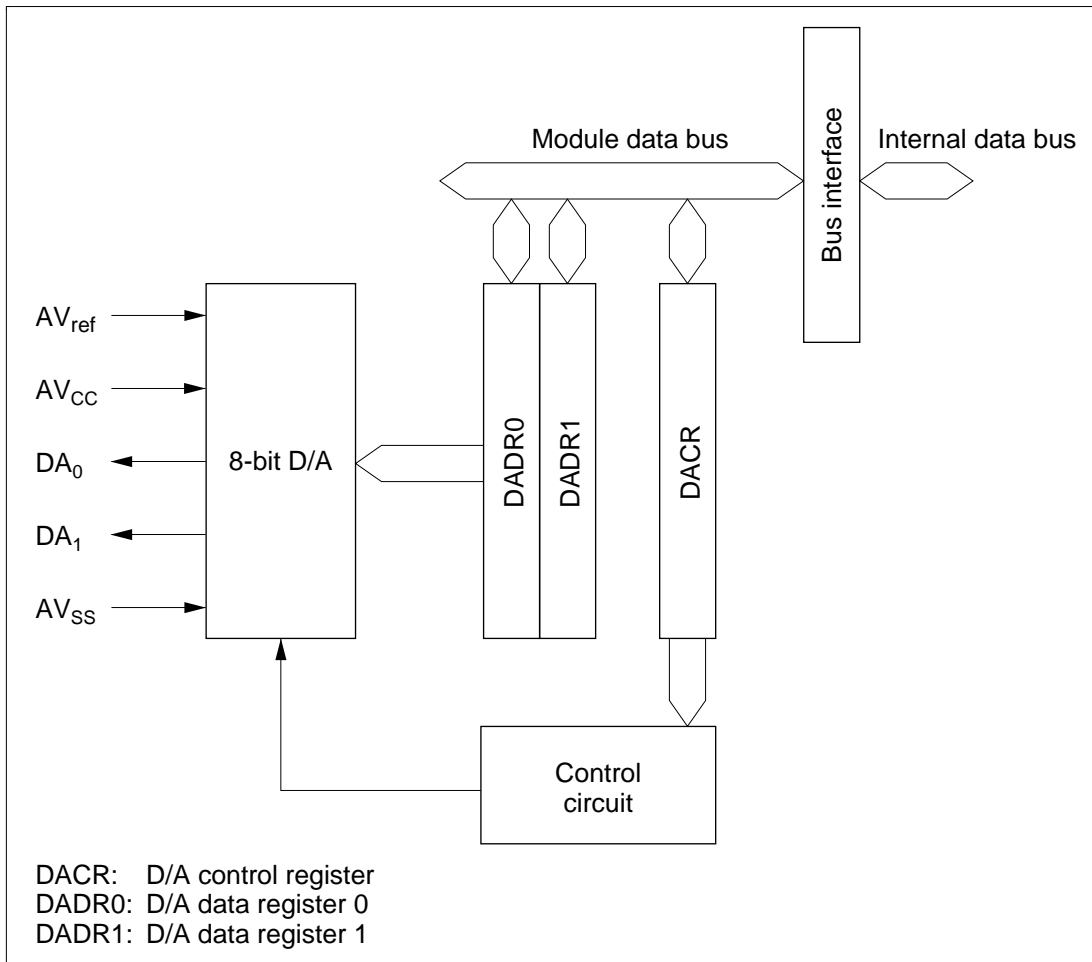 Module data bus
Internal data bus
Bus interface
AVref
AVCC
DA0
DA1
AVSS
8-bit D/A
DADR0
DADR1
DACR
Control
circuit
DACR: D/A control register
DADR0: D/A data register 0
DADR1: D/A data register 1